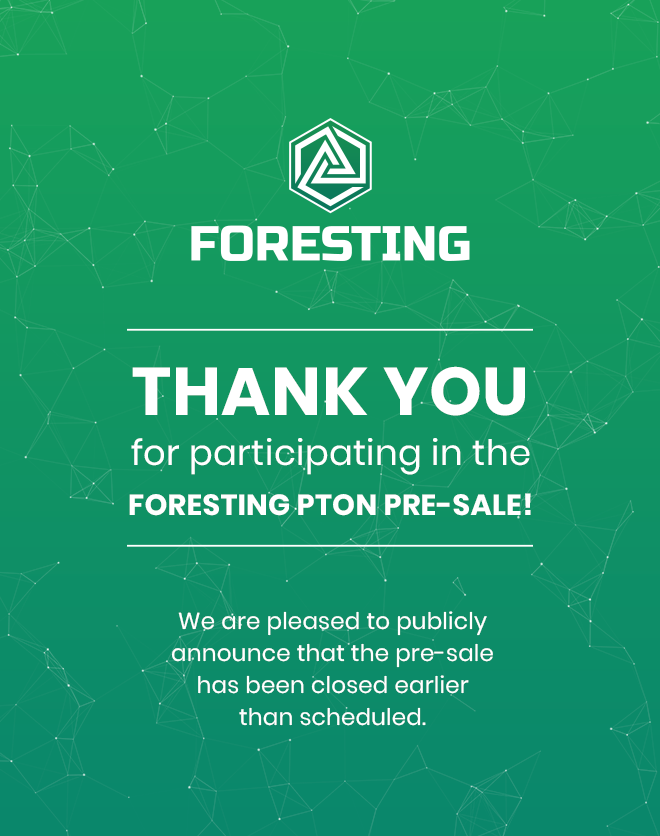 FORESTING
THANK YOU
for participating in the
FORESTING PTON PRE-SALE!
We are pleased to publicly
announce that the pre-sale
has been closed earlier
than scheduled.